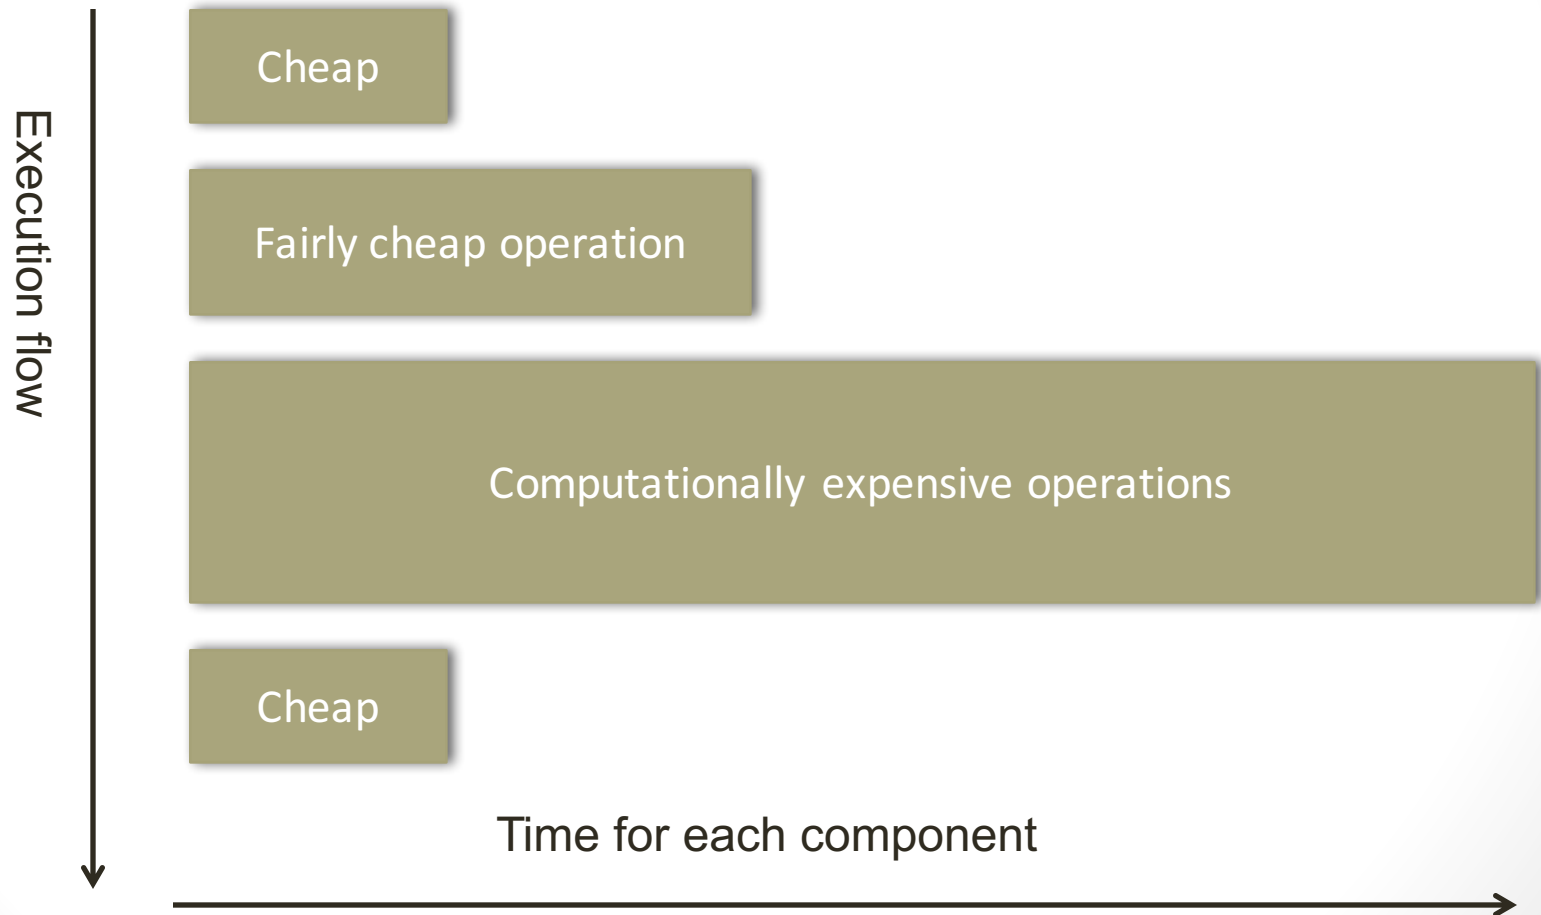 Execution flow
Cheap
Fairly cheap operation
Computationally expensive operations
Cheap
Time for each component